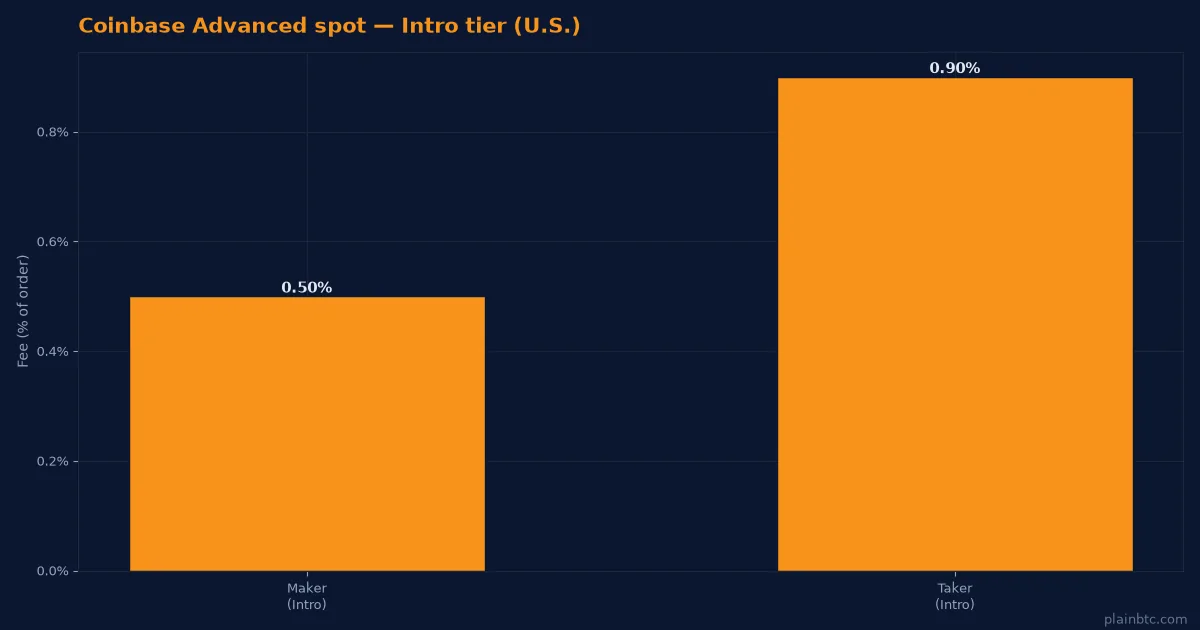 Coinbase Advanced spot — Intro tier (U.S.)
Fee (% of order)
0.8%
0.6%
0.4%
0.2%
0.0%
0.50%
0.90%
Maker
(Intro)
Taker
(Intro)
plainbtc.com